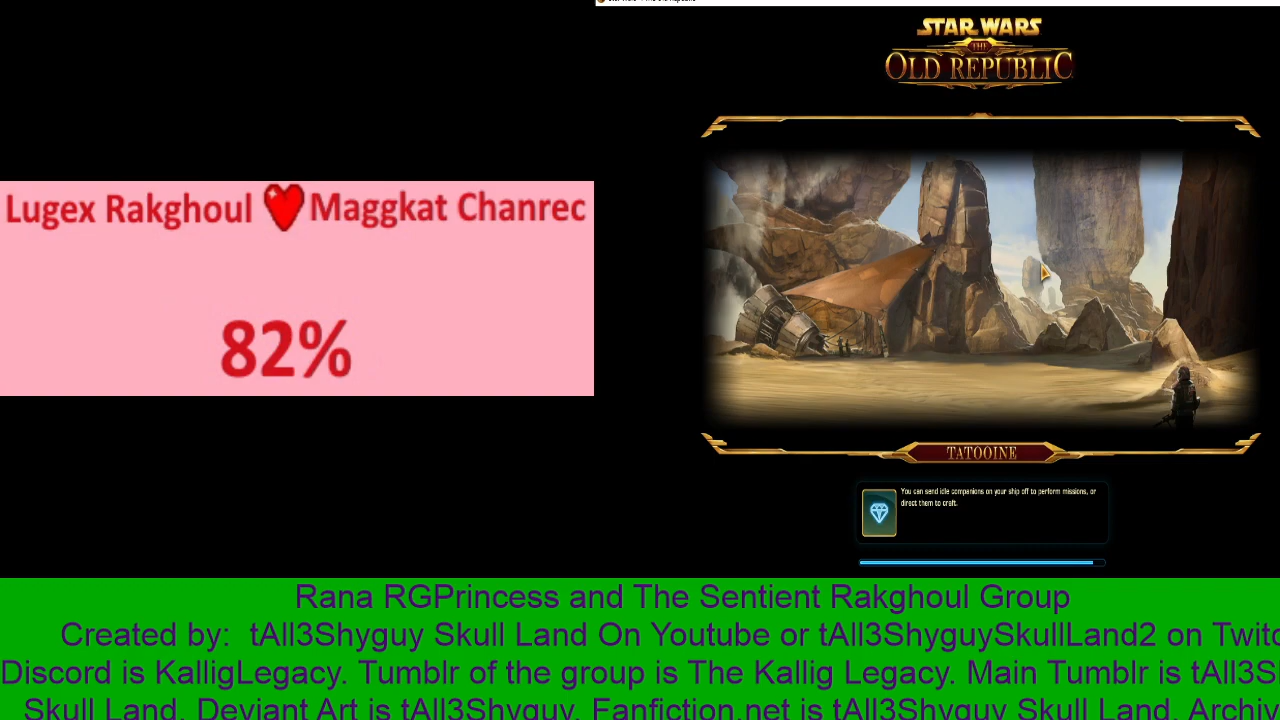 STAR WARS
THE
OLD REPUBLIC
Lugex Rakghoul Maggkat Chanrec
82%
TATOOINE
You can send idle companions on your ship off to perform missions, or
direct them to craft.
Rana RGPrincess and The Sentient Rakghoul Group
Created by: tAll3Shyguy Skull Land On Youtube or tAll3ShyguySkullLand2 on Twitc
Discord is KalligLegacy. Tumblr of the group is The Kallig Legacy. Main Tumblr is tAll3S
Skull Land. Deviant Art is tAll3Shyguy. Fanfiction.net is tAll3Shyguy Skull Land. Archiv